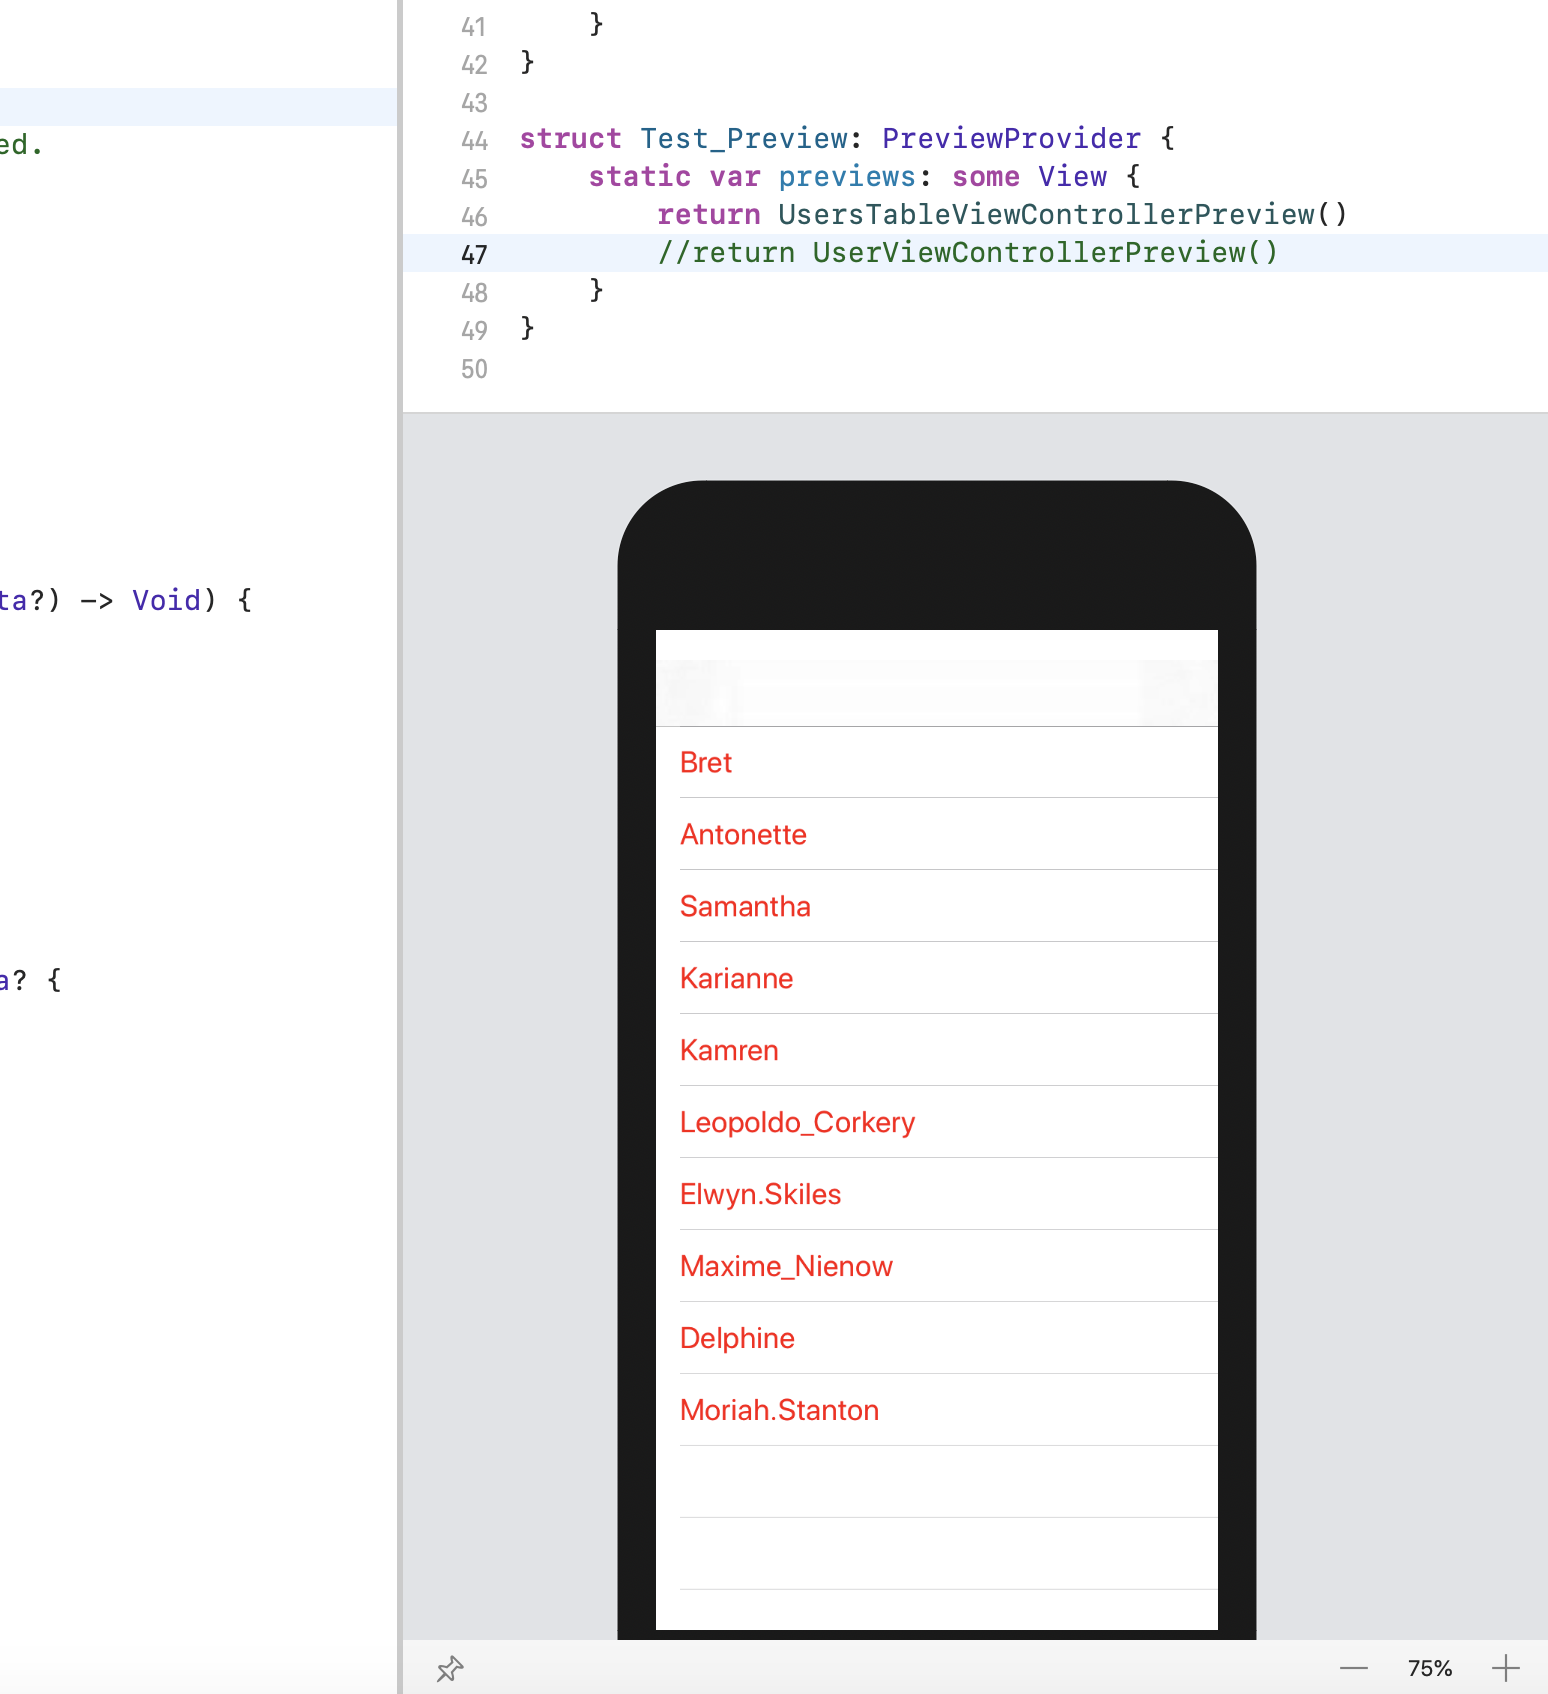 ed.
ta?) -> Void) {
a? {
41 }
42 }
43
44 struct Test_Preview: PreviewProvider {
45 static var previews: some View {
46 return UsersTableViewControllerPreview()
47 //return UserViewControllerPreview()
48 }
49 }
50
Bret
Antonette
Samantha
Karianne
Kamren
Leopoldo_Corkery
Elwyn.Skiles
Maxime_Nienow
Delphine
Moriah.Stanton
75%